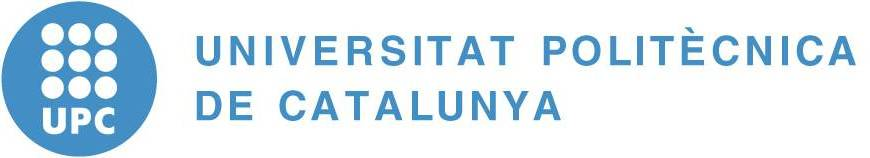 UPC
UNIVERSITAT POLITÈCNICA
DE CATALUNYA